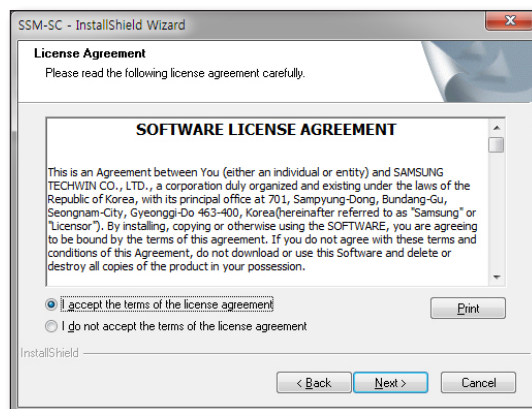 SSM-SC - InstallShield Wizard
License Agreement
Please read the following license agreement carefully.
SOFTWARE LICENSE AGREEMENT
This is an Agreement between You (either an individual or entity) and SAMSUNG
TECHWIN CO., LTD., a corporation duly organized and existing under the laws of the
Republic of Korea, with its principal office at 701, Sampyung-Dong, Bundang-Gu,
Seongnam-City, Gyeonggi-Do 463-400, Korea(hereinafter referred to as "Samsung" or
"Licensor"). By installing, copying or otherwise using the SOFTWARE, you are agreeing
to be bound by the terms of this agreement. If you do not agree with these terms and
conditions of this Agreement, do not download or use this Software and delete or
destroy all copies of the product in your possession.
I accept the terms of the license agreement
Print
I do not accept the terms of the license agreement
InstallShield
< Back
Next >
Cancel